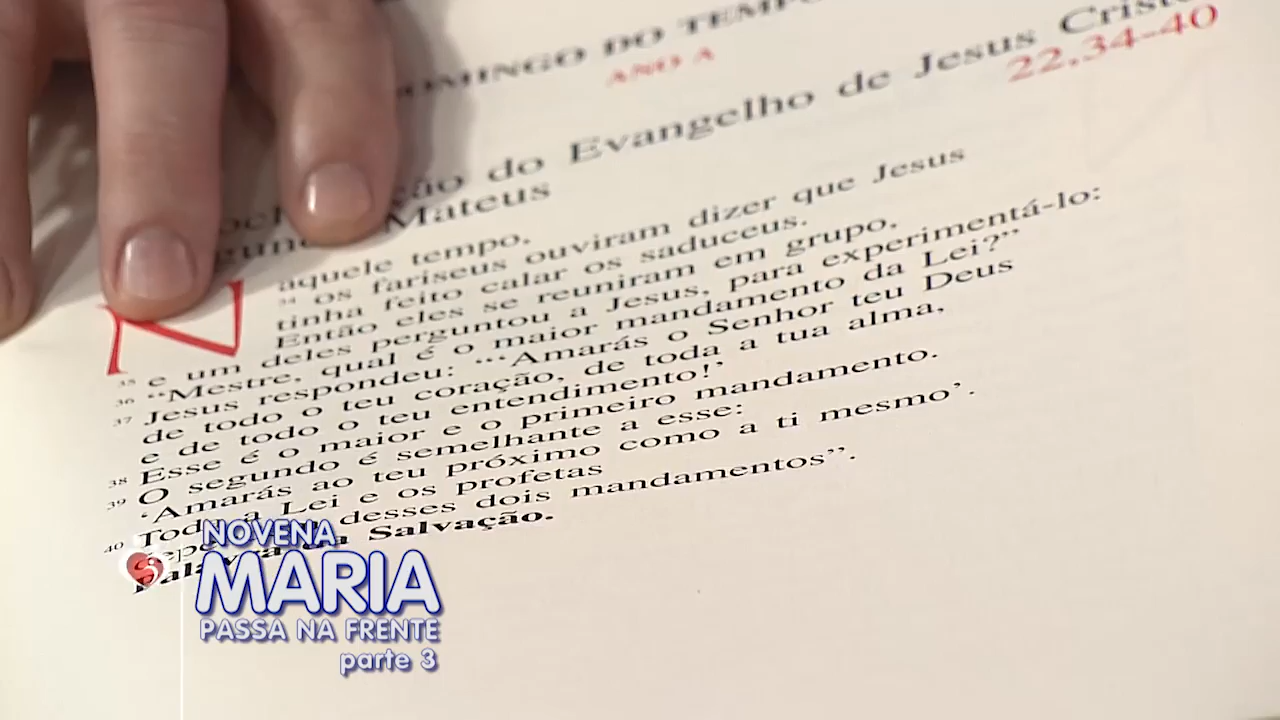 DOMINGO DO TEMPO
ANO A
do Evangelho de Jesus Cristo
Mateus
22,34-40
Naquele tempo,
34 os fariseus ouviram dizer que Jesus
tinha feito calar os saduceus.
Então eles se reuniram em grupo,
35 e um deles perguntou a Jesus, para experimentá-lo:
36 “Mestre, qual é o maior mandamento da Lei?”
37 Jesus respondeu: “‘Amarás o Senhor teu Deus
de todo o teu coração, de toda a tua alma,
e de todo o teu entendimento!’
38 Esse é o maior e o primeiro mandamento.
39 O segundo é semelhante a esse:
‘Amarás ao teu próximo como a ti mesmo’.
40 Toda a Lei e os profetas
desses dois mandamentos”.
Palavra da Salvação.
NOVENA
MARIA
PASSA NA FRENTE
parte 3